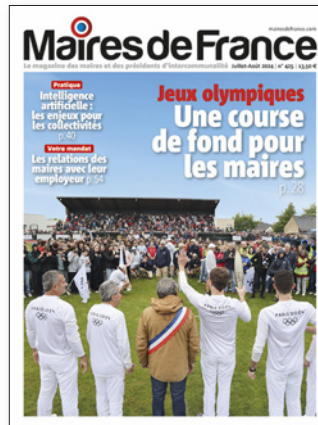 mairesdefrance.com
Maires de France
Le magazine des maires et des présidents d'intercommunalité Juillet-Août 2024 / n° 425 / 13,50 €
Pratique
Intelligence
artificielle :
les enjeux pour
les collectivités
p.40
Votre mandat
Les relations des
maires avec leur
employeur p.54
Jeux olympiques
Une course
de fond pour
les maires
p. 28
PARIS 2024
PARIS 2024